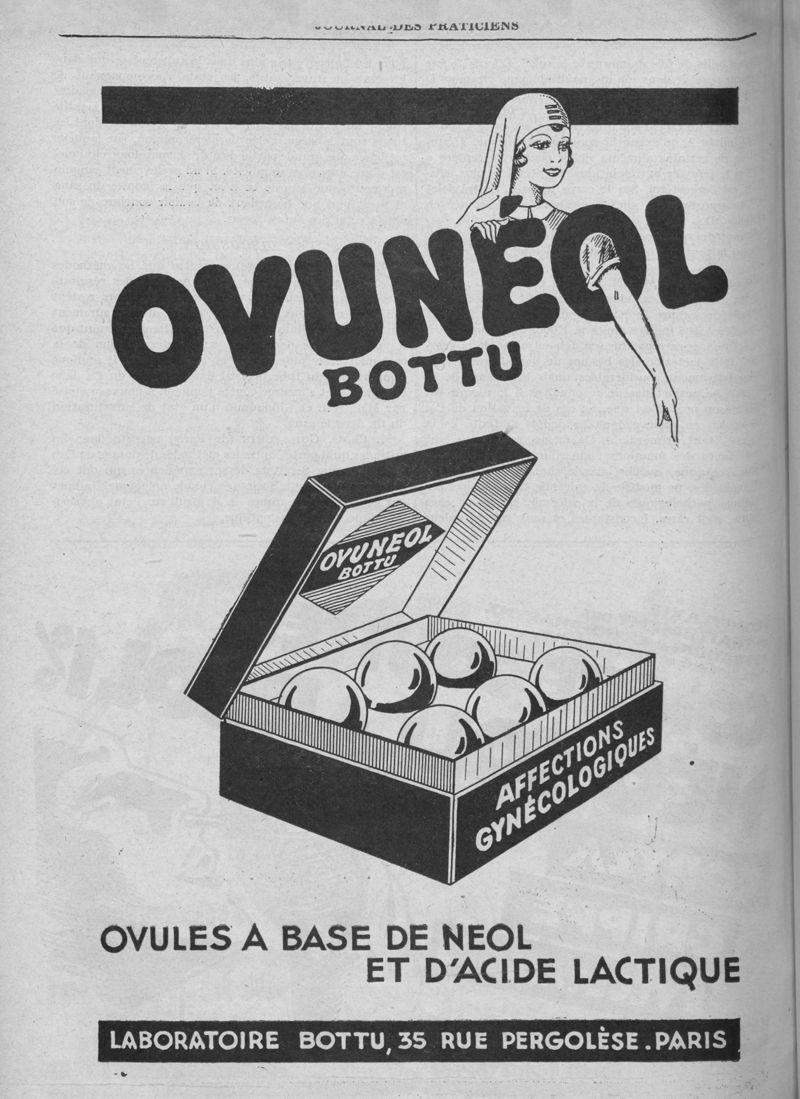 JOURNAL DES PRATICIENS
OVUNÉOL
BOTTU
OVUNEOL
BOTTU
AFFECTIONS
GYNÉCOLOGIQUES
OVULES A BASE DE NEOL
ET D'ACIDE LACTIQUE
LABORATOIRE BOTTU, 35 RUE PERGOLÈSE. PARIS